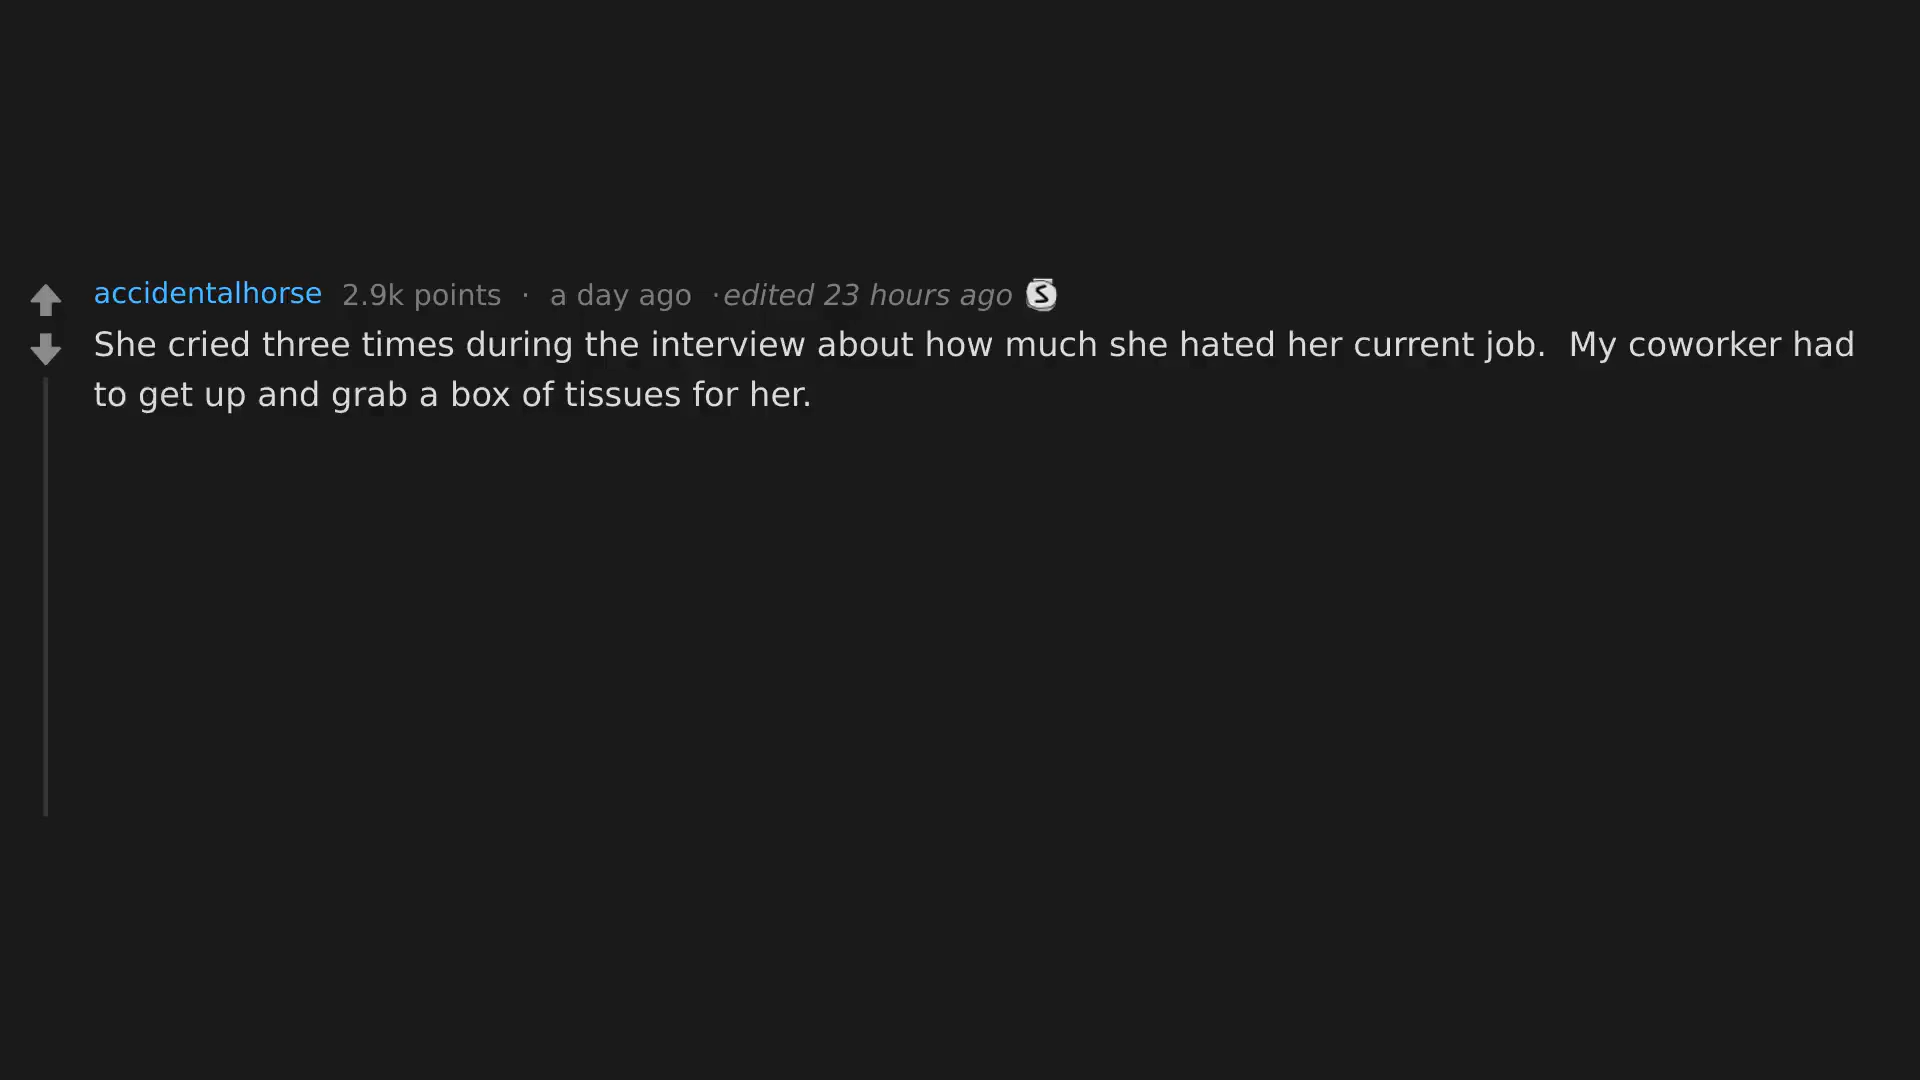 accidentalhorse 2.9k points · a day ago ·edited 23 hours ago S
She cried three times during the interview about how much she hated her current job.  My coworker had
to get up and grab a box of tissues for her.